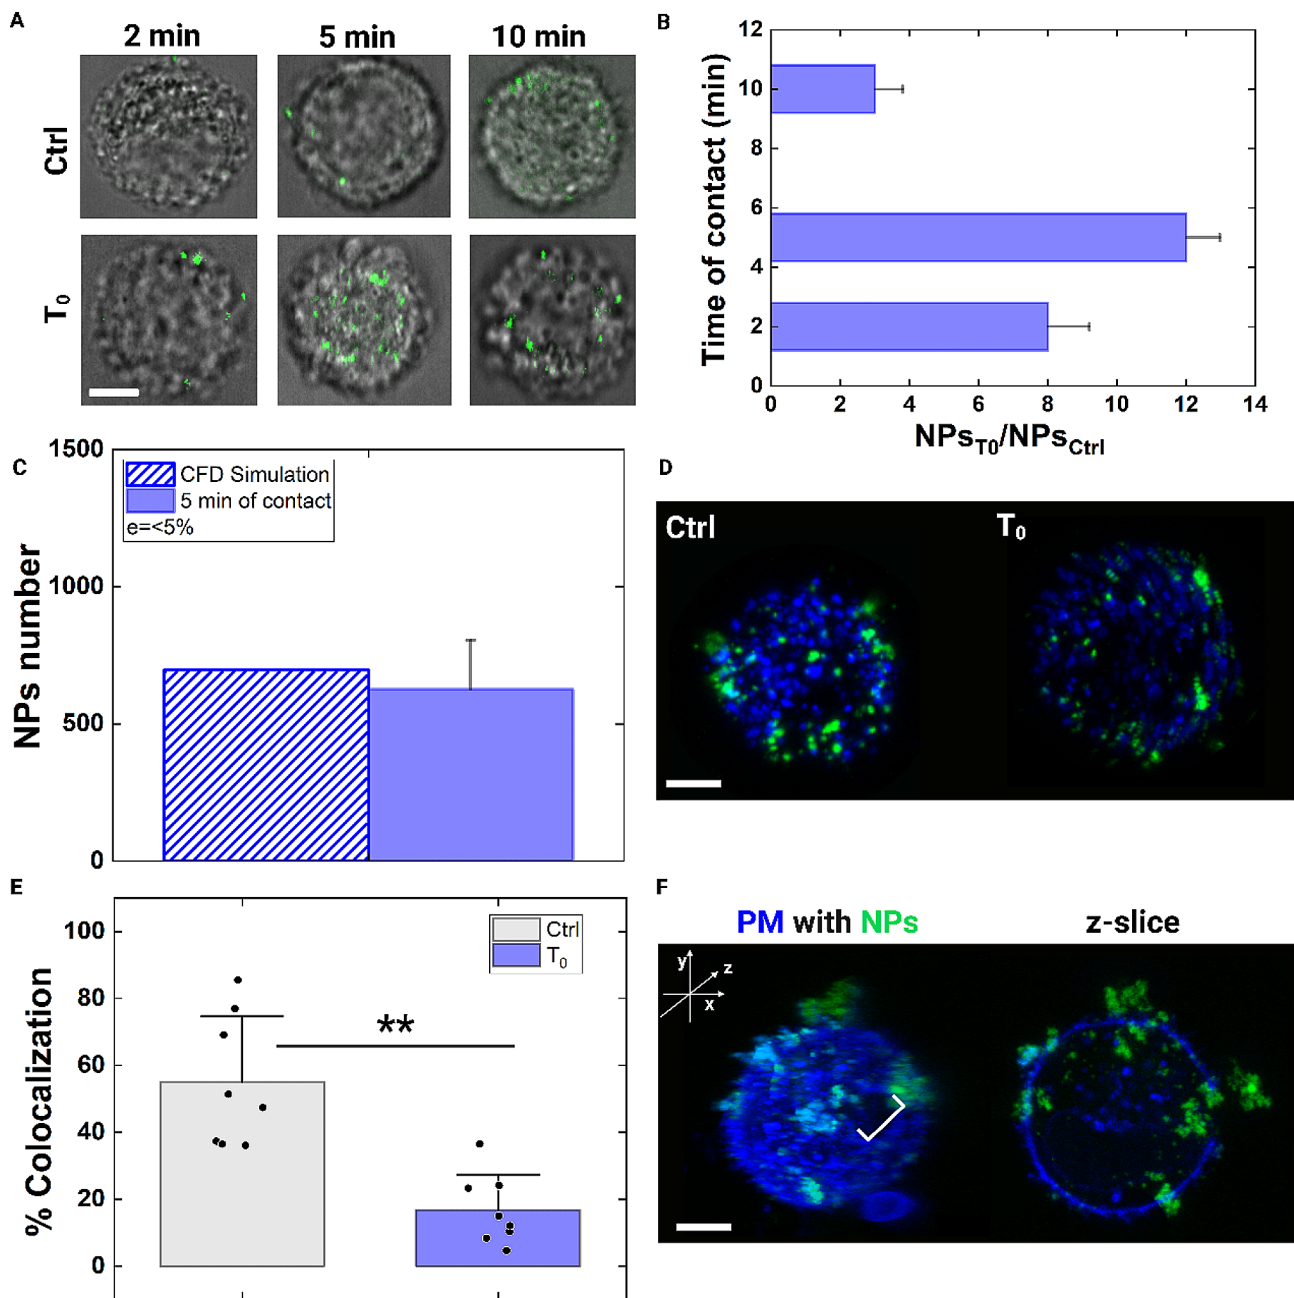 A
2 min
5 min
10 min
Ctrl
T0
B
12
10
8
6
4
2
0
Time of contact (min)
0 2 4 6 8 10 12 14
NPsT0/NPsCtrl
C
1500
1000
500
0
NPs number
CFD Simulation
5 min of contact
e=<5%
D
Ctrl
T0
E
100
80
60
40
20
0
% Colocalization
Ctrl
T0
**
F
PM with NPs
z-slice
y
z
x